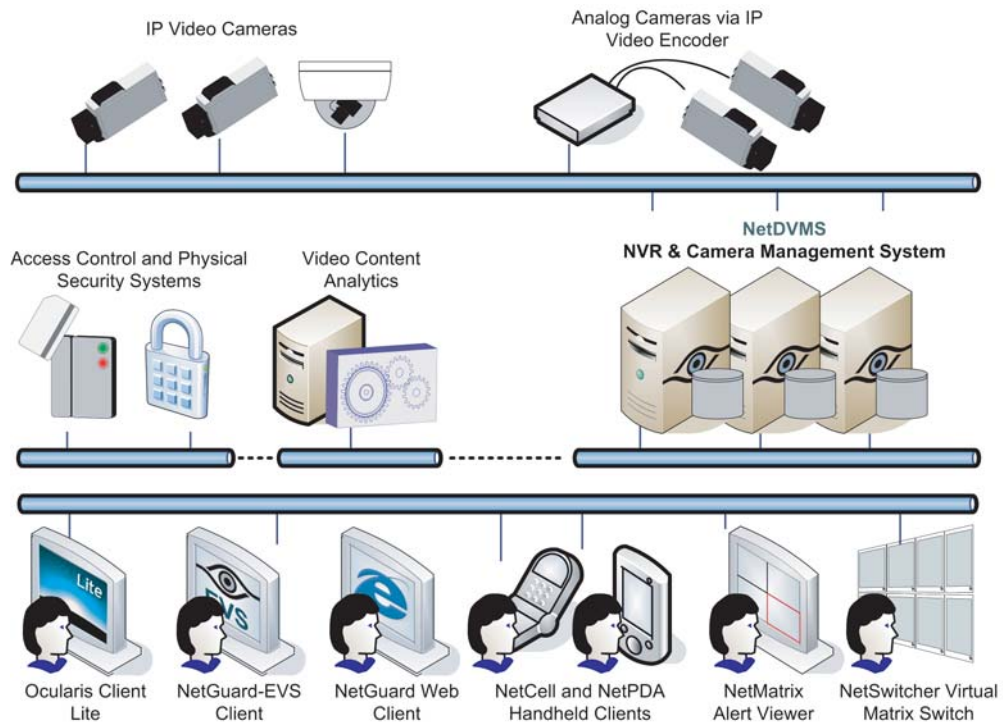 IP Video Cameras
Analog Cameras via IP
Video Encoder
NetDVMS
NVR & Camera Management System
Access Control and Physical
Security Systems
Video Content
Analytics
Lite
EVS
Ocularis Client
Lite
NetGuard-EVS
Client
NetGuard Web
Client
NetCell and NetPDA
Handheld Clients
NetMatrix
Alert Viewer
NetSwitcher Virtual
Matrix Switch